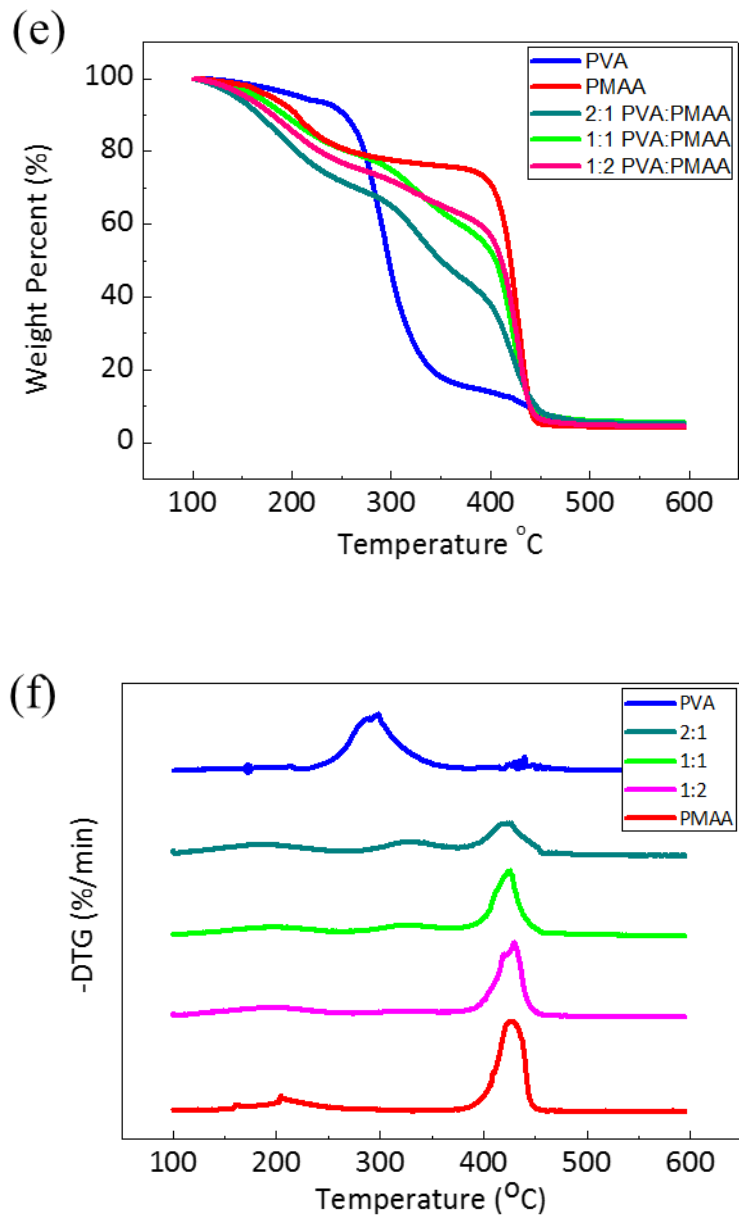 (e)
PVA
PMAA
2:1 PVA:PMAA
1:1 PVA:PMAA
1:2 PVA:PMAA
100
80
60
40
20
0
Weight Percent (%)
100 200 300 400 500 600
Temperature °C
(f)
PVA
2:1
1:1
1:2
PMAA
-DTG (%/min)
100 200 300 400 500 600
Temperature (°C)